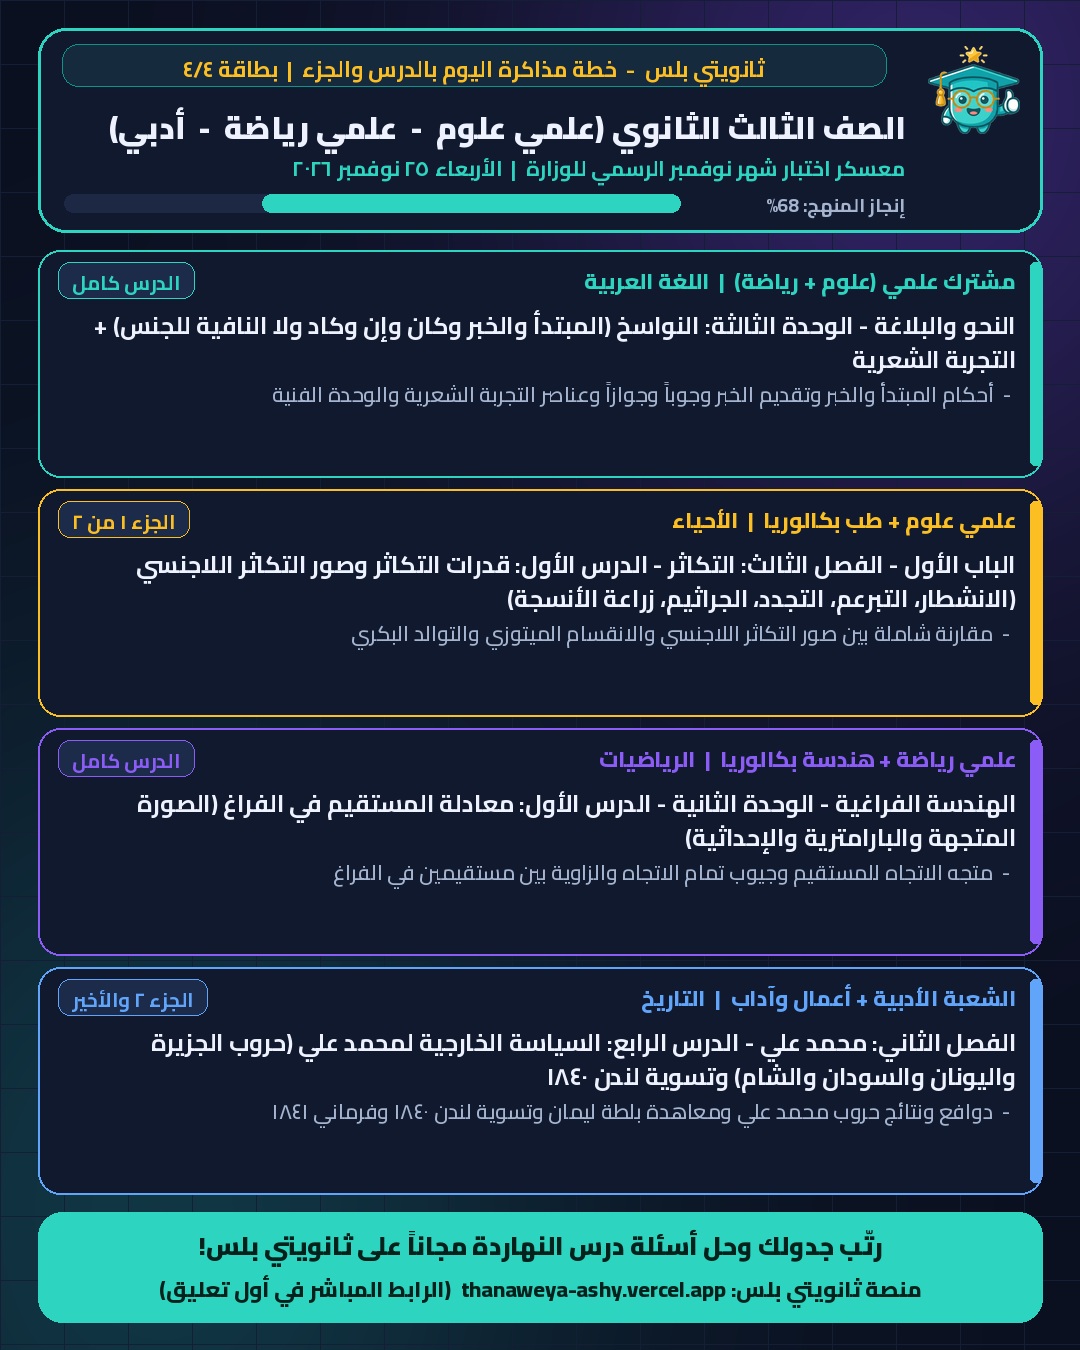 ثانويتي بلس - خطة مذاكرة اليوم بالدرس والجزء | بطاقة ٤/٤
الصف الثالث الثانوي (علمي علوم - علمي رياضة - أدبي)
معسكر اختبار شهر نوفمبر الرسمي للوزارة | الأربعاء ٢٥ نوفمبر ٢٠٢٦
إنجاز المنهج: 68%
مشترك علمي (علوم + رياضة) | اللغة العربية
الدرس كامل
النحو والبلاغة - الوحدة الثالثة: النواسخ (المبتدأ والخبر وكان وإن وكاد ولا النافية للجنس) +
التجربة الشعرية
- أحكام المبتدأ والخبر وتقديم الخبر وجوباً وجوازاً وعناصر التجربة الشعرية والوحدة الفنية
علمي علوم + طب بكالوريا | الأحياء
الجزء ١ من ٢
الباب الأول - الفصل الثالث: التكاثر - الدرس الأول: قدرات التكاثر وصور التكاثر اللاجنسي
(الانشطار، التبرعم، التجدد، الجراثيم، زراعة الأنسجة)
- مقارنة شاملة بين صور التكاثر اللاجنسي والانقسام الميتوزي والتوالد البكري
علمي رياضة + هندسة بكالوريا | الرياضيات
الدرس كامل
الهندسة الفراغية - الوحدة الثانية - الدرس الأول: معادلة المستقيم في الفراغ (الصورة
المتجهة والبارامترية والإحداثية)
- متجه الاتجاه للمستقيم وجيوب تمام الاتجاه والزاوية بين مستقيمين في الفراغ
الشعبة الأدبية + أعمال وآداب | التاريخ
الجزء ٢ والأخير
الفصل الثاني: محمد علي - الدرس الرابع: السياسة الخارجية لمحمد علي (حروب الجزيرة
واليونان والسودان والشام) وتسوية لندن ١٨٤٠
- دوافع ونتائج حروب محمد علي ومعاهدة بلطة ليمان وتسوية لندن ١٨٤٠ وفرماني ١٨٤١
رتّب جدولك وحل أسئلة درس النهاردة مجاناً على ثانويتي بلس!
منصة ثانويتي بلس: thanaweya-ashy.vercel.app (الرابط المباشر في أول تعليق)